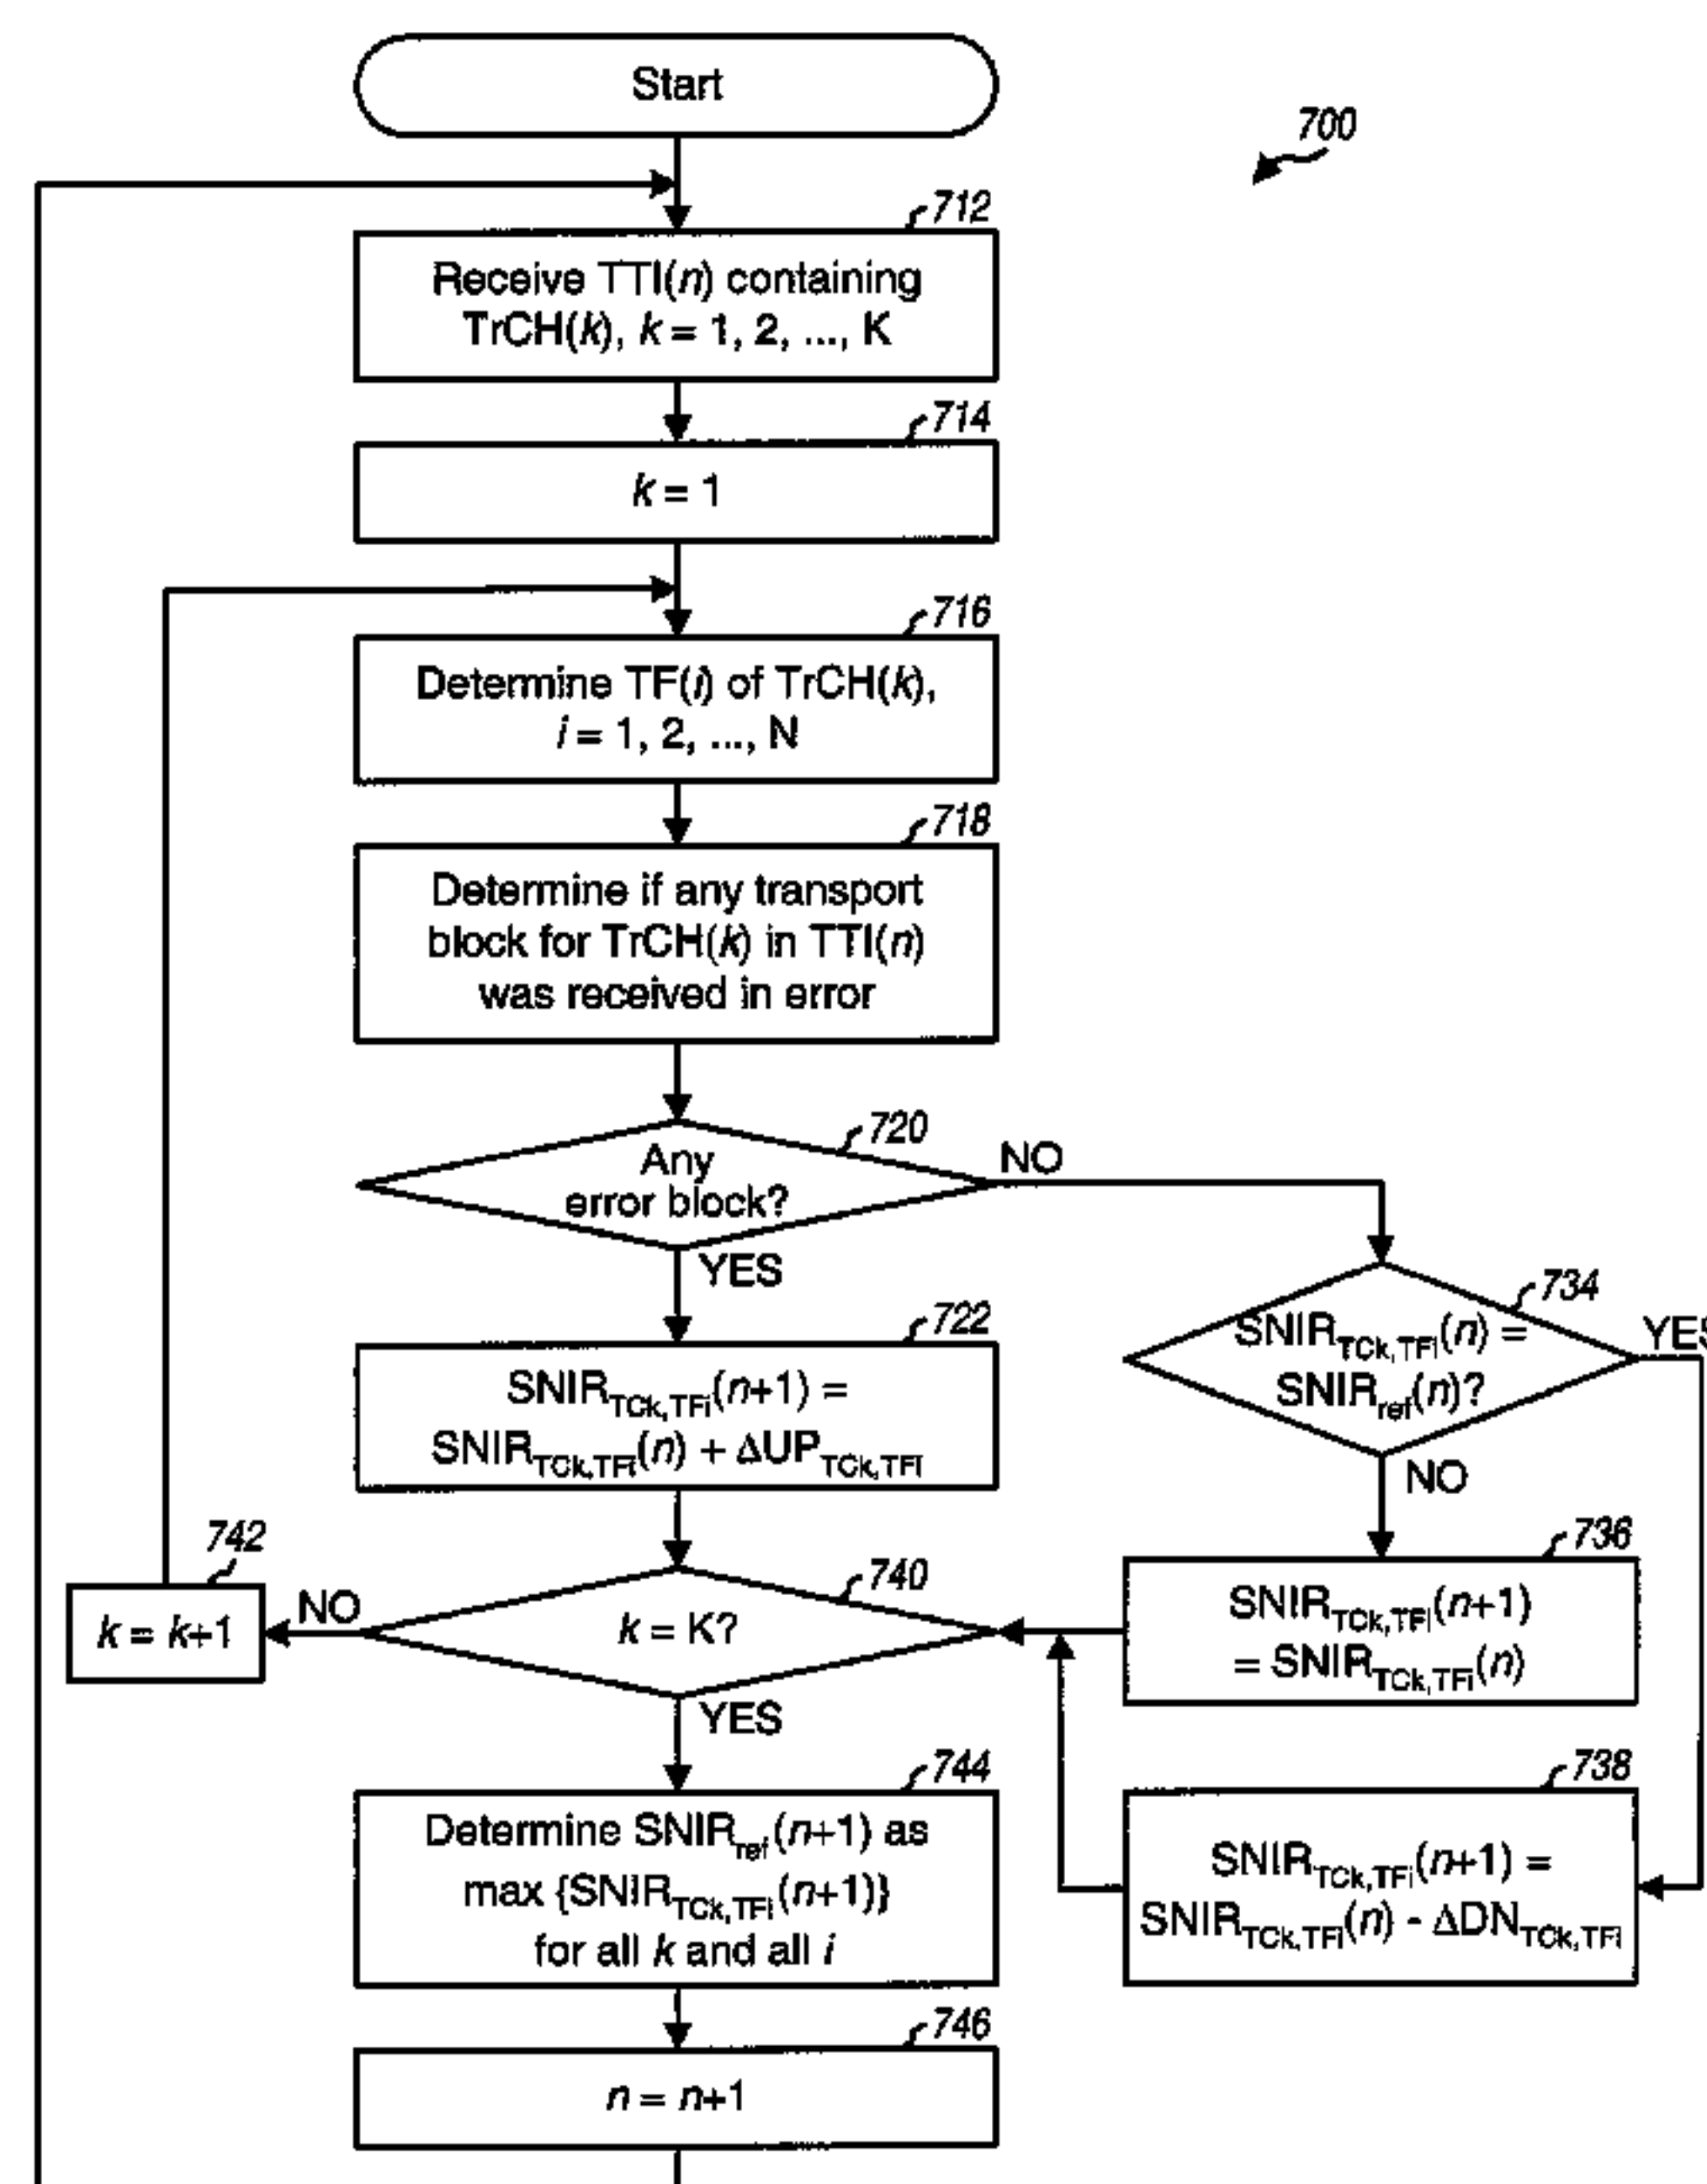 Start
700
712
Receive TTI(n) containing
TrCH(k), k = 1, 2, ..., K
714
k = 1
716
Determine TF(i) of TrCH(k),
i = 1, 2, ..., N
718
Determine if any transport
block for TrCH(k) in TTI(n)
was received in error
720
Any
error block?
NO
YES
734
SNIR_TCk,TFi(n) =
SNIR_ref(n)?
YES
NO
722
SNIR_TCk,TFi(n+1) =
SNIR_TCk,TFi(n) + ΔUP_TCk,TFi
736
SNIR_TCk,TFi(n+1)
= SNIR_TCk,TFi(n)
742
k = k+1
NO
740
k = K?
YES
738
SNIR_TCk,TFi(n+1) =
SNIR_TCk,TFi(n) - ΔDN_TCk,TFi
744
Determine SNIR_ref(n+1) as
max {SNIR_TCk,TFi(n+1)}
for all k and all i
746
n = n+1